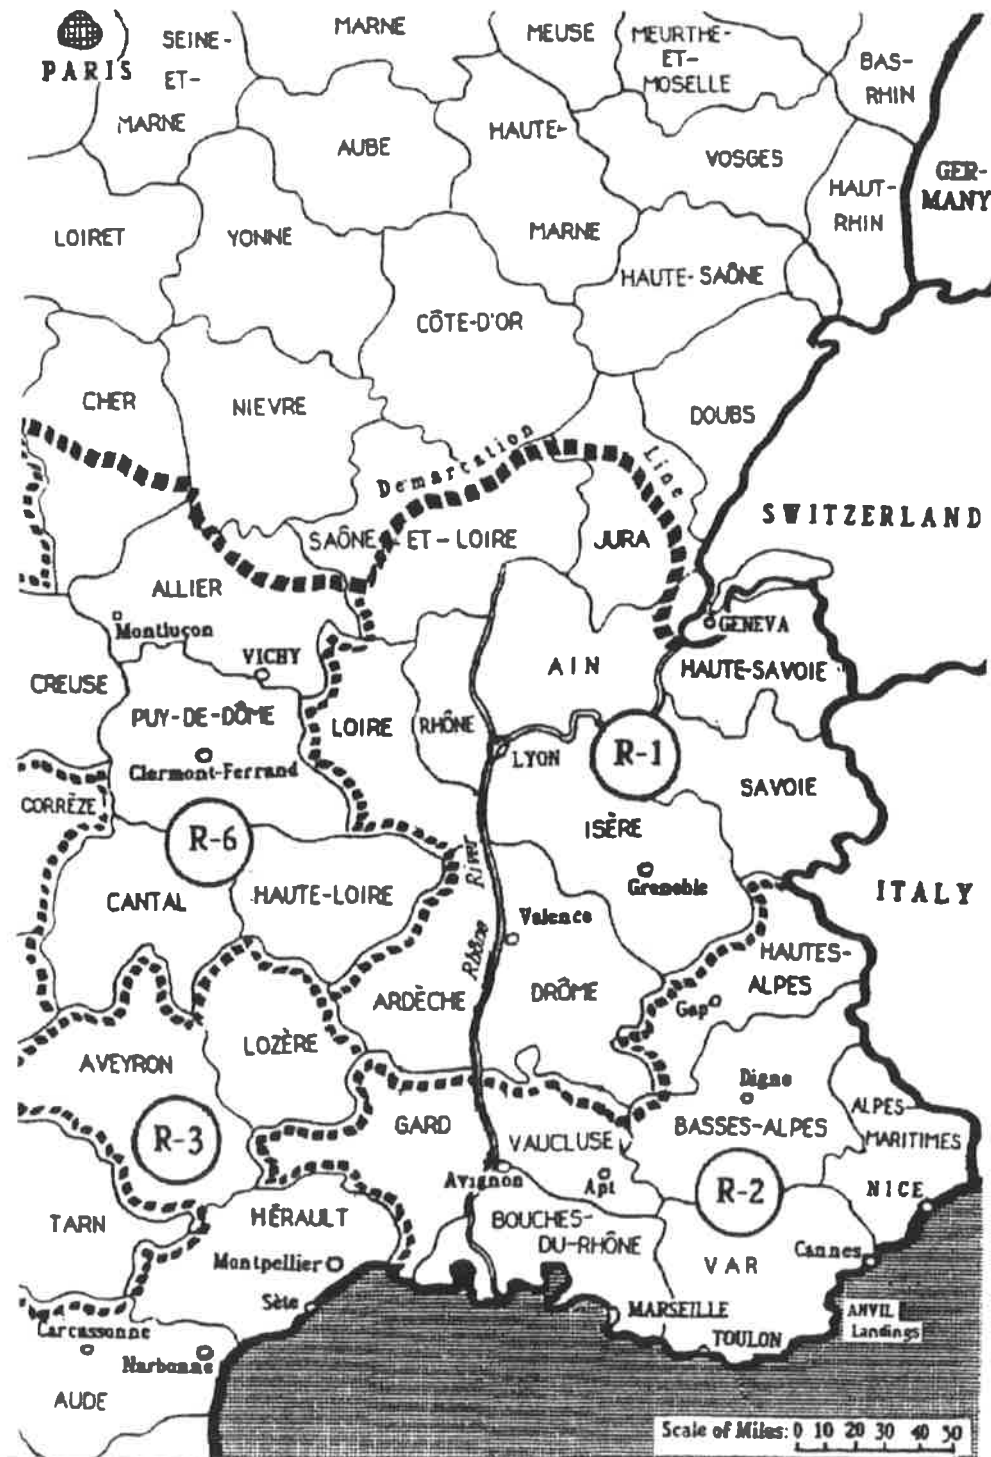 MARNE
MEUSE
MEURTHE-
ET-
MOSELLE
SEINE-
ET-
MARNE
PARIS
BAS-
RHIN
AUBE
HAUTE-
MARNE
VOSGES
HAUT-
RHIN
GER-
MANY
LOIRET
YONNE
HAUTE-SAÔNE
CÔTE-D'OR
CHER
NIEVRE
DOUBS
Demarcation Line
SWITZERLAND
SAÔNE-ET-LOIRE
JURA
ALLIER
Montluçon
VICHY
GENEVA
CREUSE
AIN
HAUTE-SAVOIE
PUY-DE-DÔME
LOIRE
RHÔNE
Clermont-Ferrand
LYON
R-1
CORRÈZE
SAVOIE
R-6
ISÈRE
Grenoble
CANTAL
HAUTE-LOIRE
ITALY
Rhône River
Valence
HAUTES-
ALPES
ARDÈCHE
DRÔME
Gap
LOZÈRE
AVEYRON
Digne
R-3
GARD
VAUCLUSE
BASSES-ALPES
ALPES-
MARITIMES
Avignon
Apt
R-2
NICE
TARN
HÉRAULT
BOUCHES-
DU-RHÔNE
VAR
Cannes
Montpellier
Sète
MARSEILLE
ANVIL
Landings
TOULON
Carcassonne
Narbonne
AUDE
Scale of Miles: 0 10 20 30 40 50